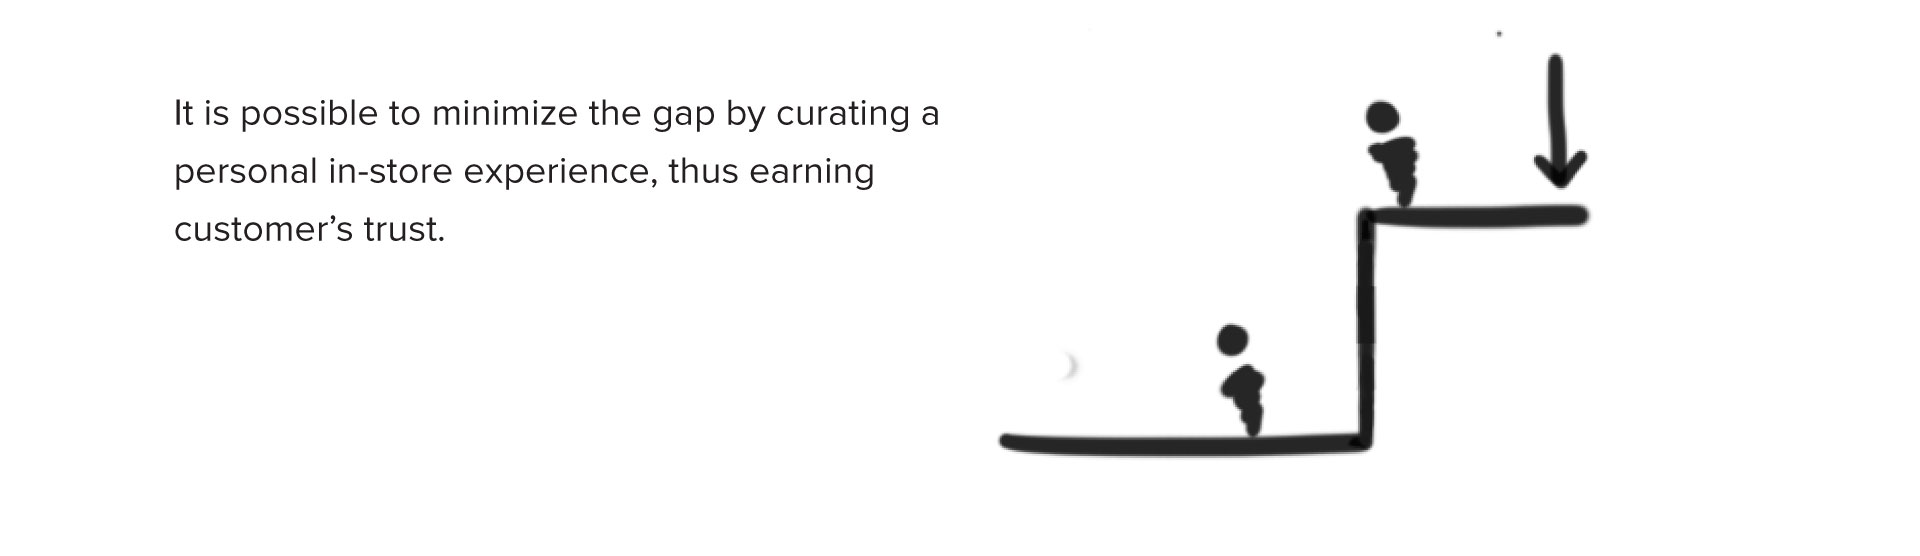 It is possible to minimize the gap by curating a
personal in-store experience, thus earning
customer’s trust.